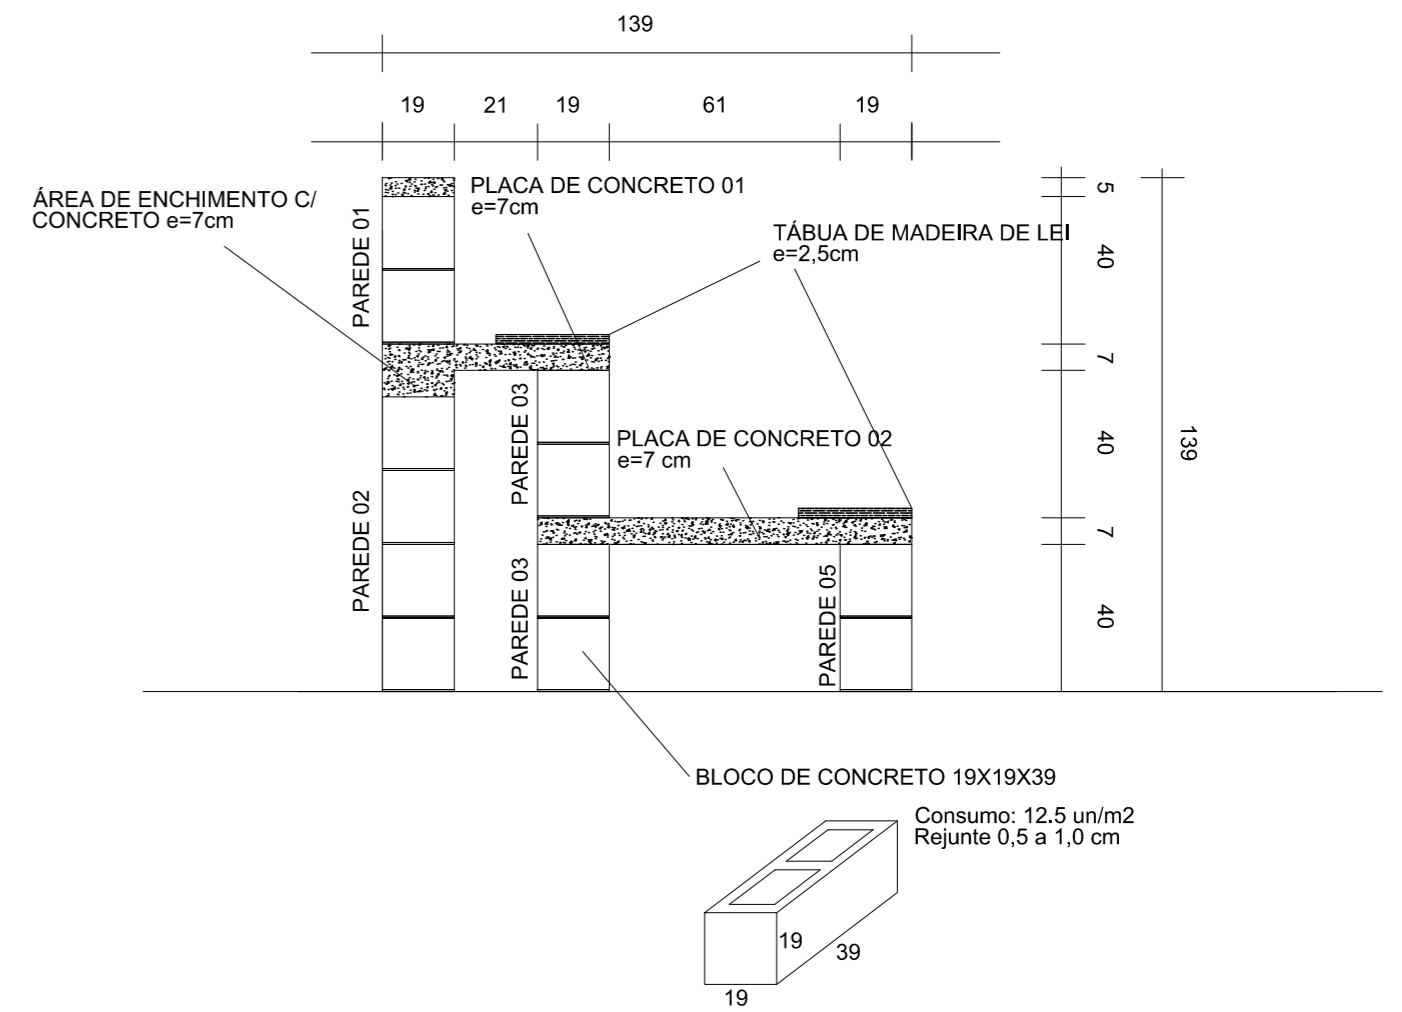 139
19 21 19 61 19
ÁREA DE ENCHIMENTO C/
CONCRETO e=7cm
PLACA DE CONCRETO 01
e=7cm
TÁBUA DE MADEIRA DE LEI
e=2,5cm
PAREDE 01
PAREDE 02
PAREDE 03
PLACA DE CONCRETO 02
e=7 cm
PAREDE 03
PAREDE 05
5
40
7
40
7
40
139
BLOCO DE CONCRETO 19X19X39
Consumo: 12.5 un/m2
Rejunte 0,5 a 1,0 cm
19
39
19